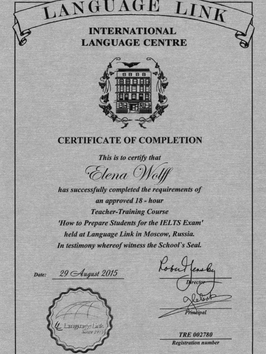 LANGUAGE LINK
INTERNATIONAL
LANGUAGE CENTRE
CERTIFICATE OF COMPLETION
This is to certify that
Elena Wolff
has successfully completed the requirements of
an approved 18 - hour
Teacher-Training Course
'How to Prepare Students for the IELTS Exam'
held at Language Link in Moscow, Russia.
In testimony whereof witness the School's Seal.
Date: 29 August 2015
Director
Principal
Language Link
TRE 002780
Registration number